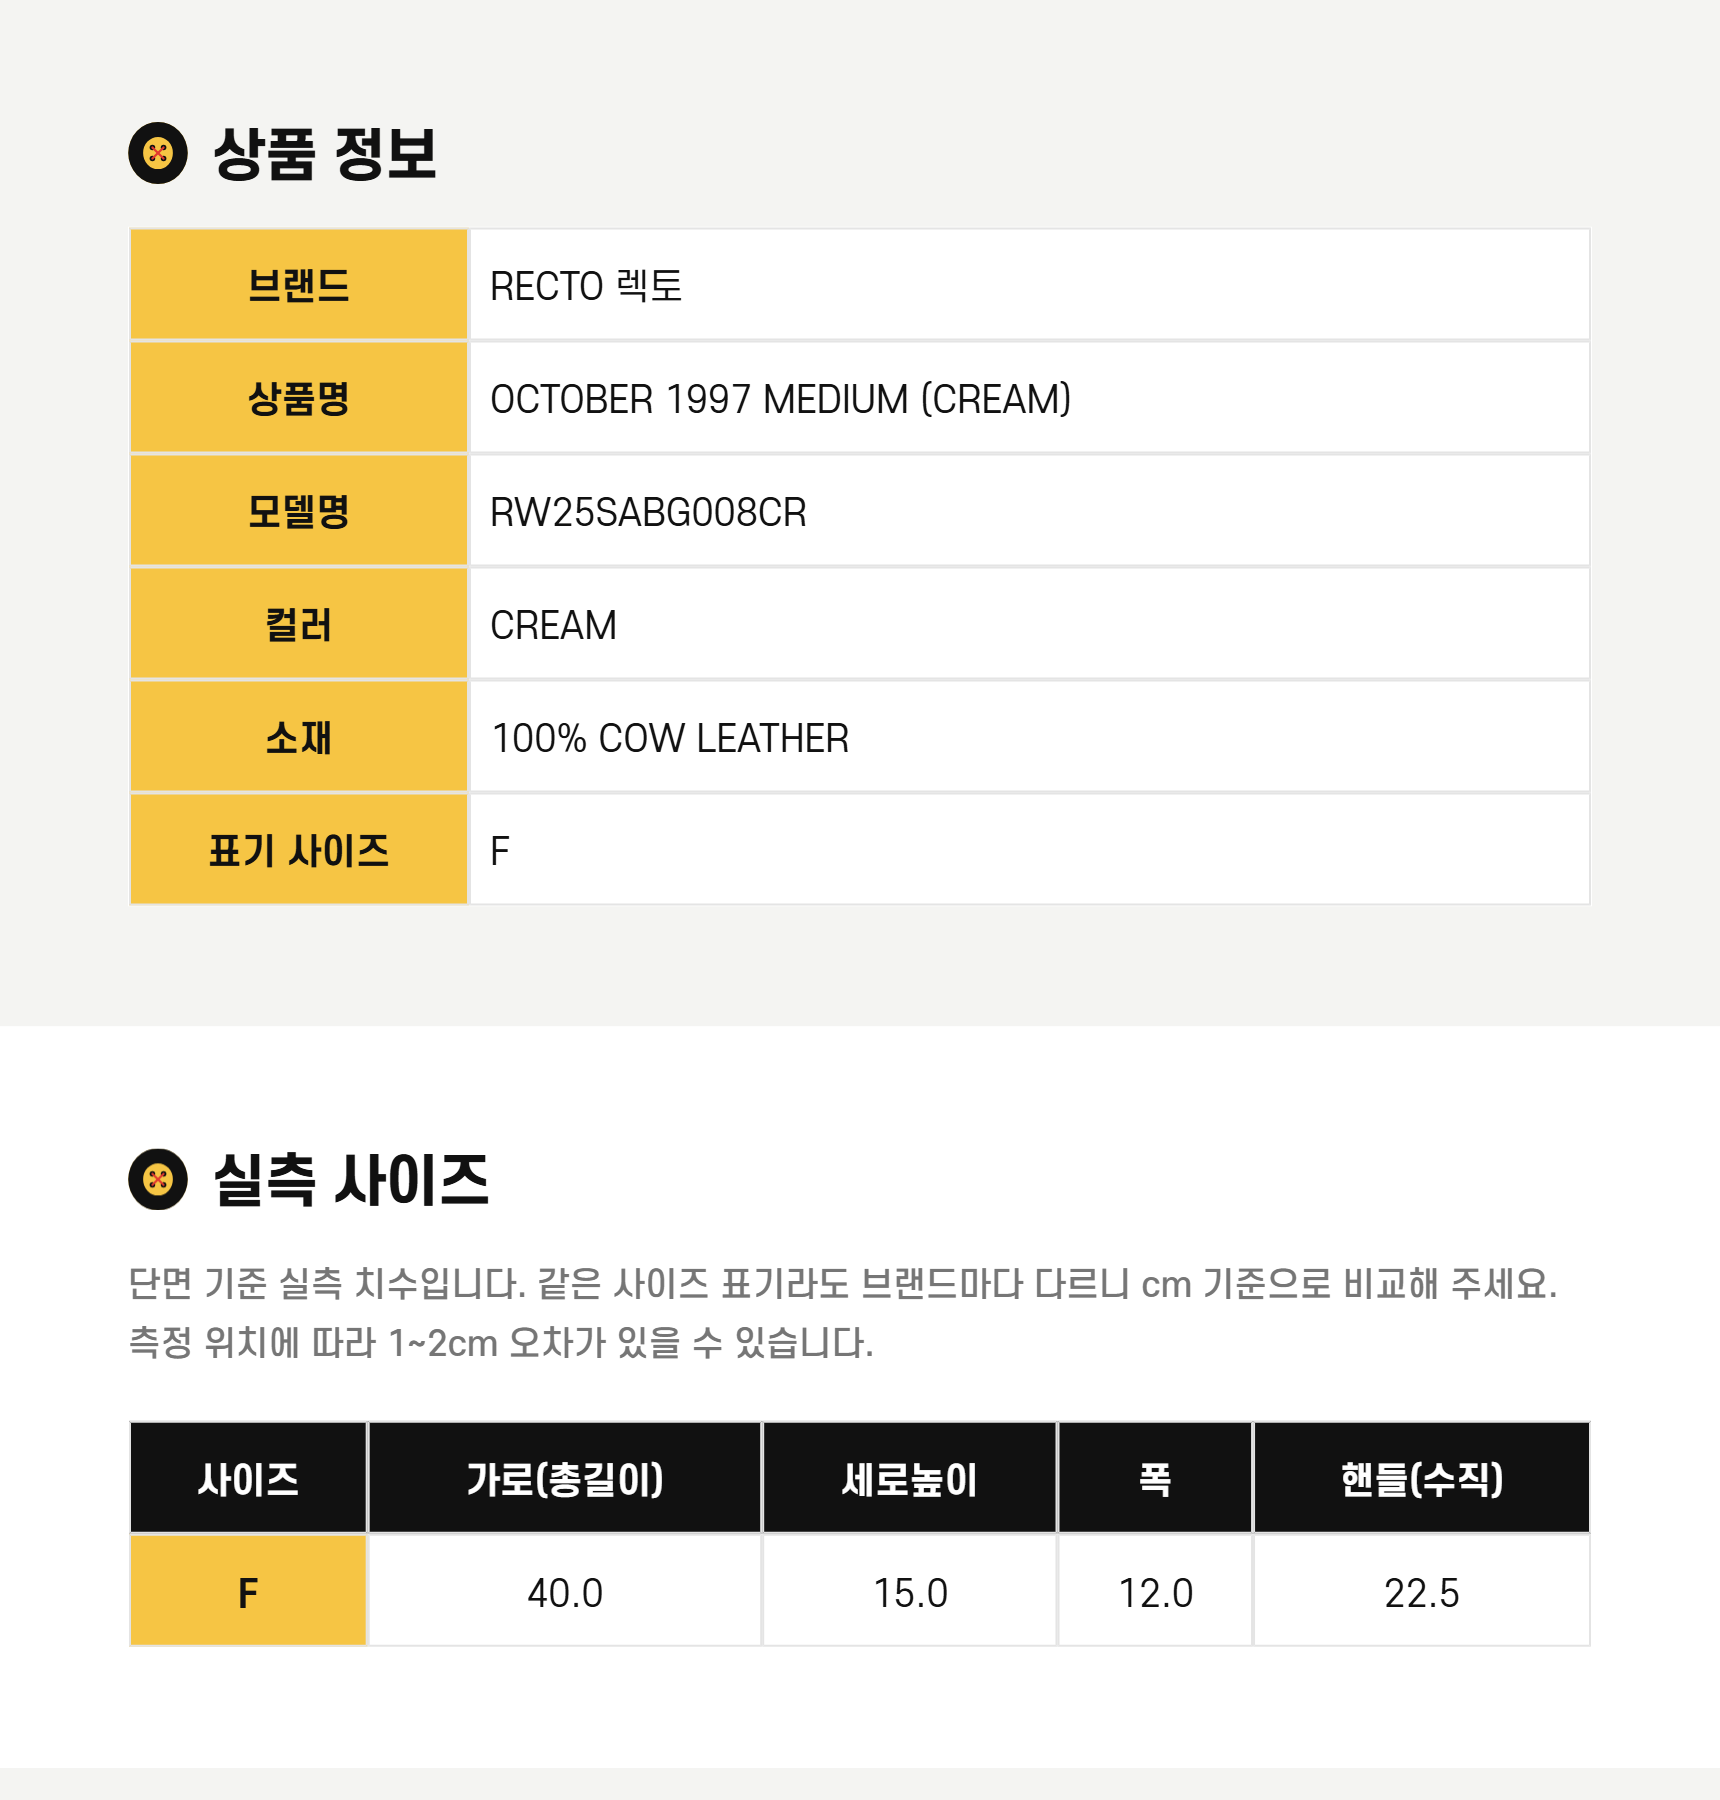 상품 정보
브랜드 RECTO 렉토
상품명 OCTOBER 1997 MEDIUM (CREAM)
모델명 RW25SABG008CR
컬러 CREAM
소재 100% COW LEATHER
표기 사이즈 F
실측 사이즈
단면 기준 실측 치수입니다. 같은 사이즈 표기라도 브랜드마다 다르니 cm 기준으로 비교해 주세요.
측정 위치에 따라 1~2cm 오차가 있을 수 있습니다.
사이즈 가로(총길이) 세로높이 폭 핸들(수직)
F 40.0 15.0 12.0 22.5